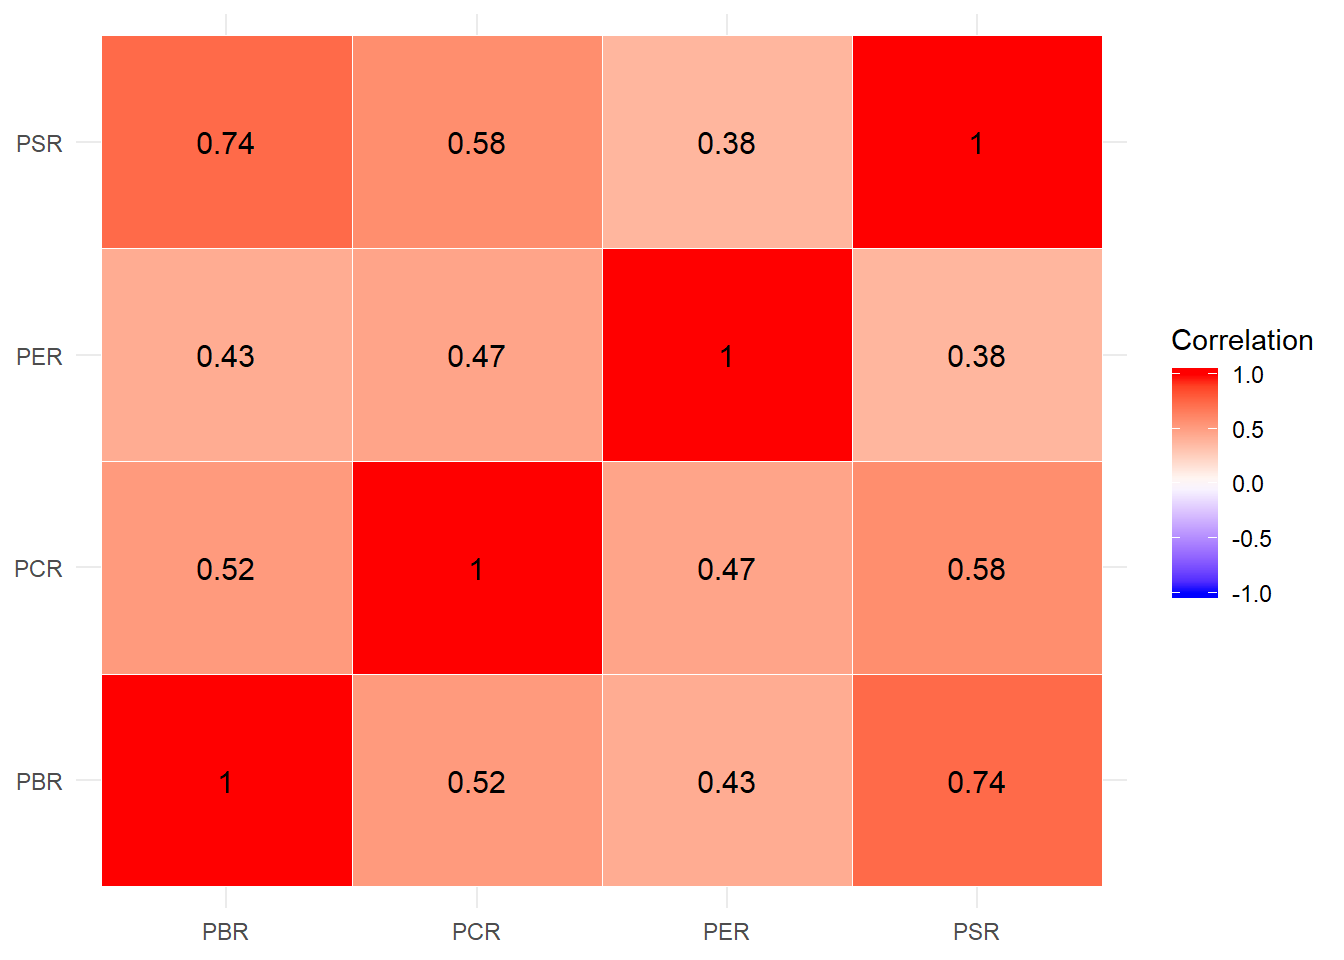 PSR 0.74 0.58 0.38 1
PER 0.43 0.47 1 0.38
PCR 0.52 1 0.47 0.58
PBR 1 0.52 0.43 0.74
PBR PCR PER PSR
Correlation
1.0
0.5
0.0
-0.5
-1.0